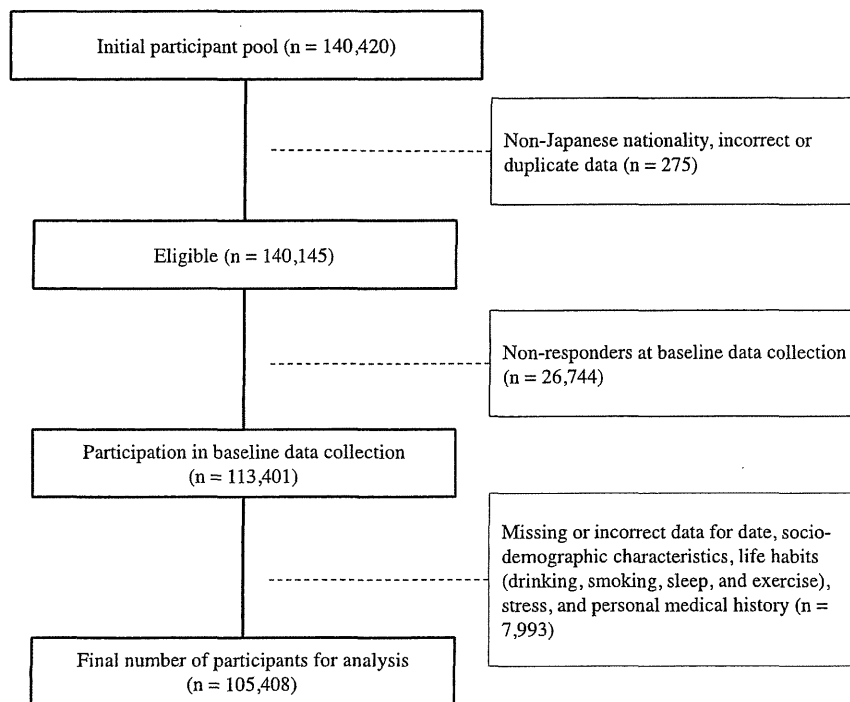 Initial participant pool (n = 140,420)
Non-Japanese nationality, incorrect or
duplicate data (n = 275)
Eligible (n = 140,145)
Non-responders at baseline data collection
(n = 26,744)
Participation in baseline data collection
(n = 113,401)
Missing or incorrect data for date, socio-
demographic characteristics, life habits
(drinking, smoking, sleep, and exercise),
stress, and personal medical history (n =
7,993)
Final number of participants for analysis
(n = 105,408)